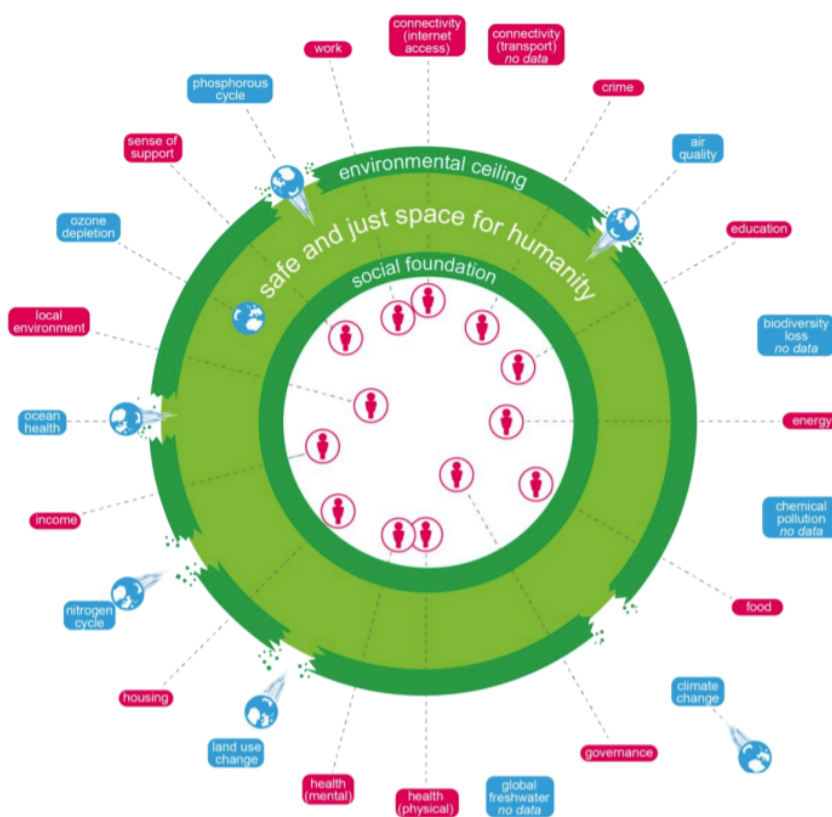 connectivity
(internet
access)
connectivity
(transport)
no data
work
phosphorous
cycle
crime
sense of
support
air
quality
environmental ceiling
ozone
depletion
safe and just space for humanity
education
social foundation
local
environment
biodiversity
loss
no data
ocean
health
energy
income
chemical
pollution
no data
nitrogen
cycle
food
housing
climate
change
land use
change
governance
health
(mental)
health
(physical)
global
freshwater
no data